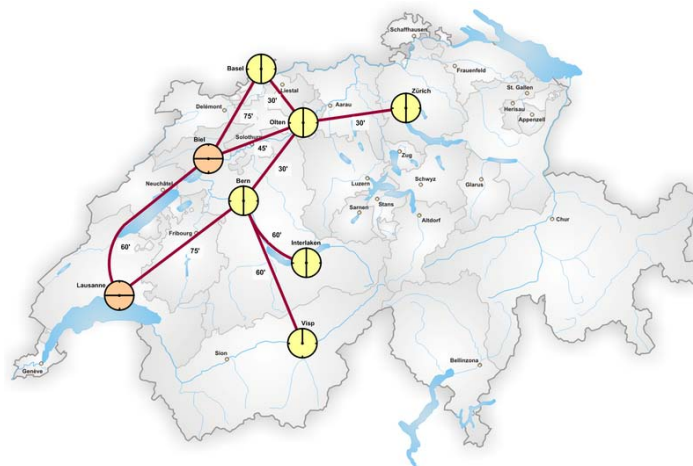 Schaffhausen
Basel
Liestal
Frauenfeld
Zürich
St. Gallen
Herisau
Appenzell
Delémont
30'
Aarau
75'
Olten
30'
Solothurn
Biel
45'
Zug
30'
Neuchâtel
Bern
Luzern
Schwyz
Glarus
Stans
Sarnen
Altdorf
Chur
Fribourg
60'
60'
75'
Interlaken
60'
Lausanne
Visp
Sion
Genève
Bellinzona